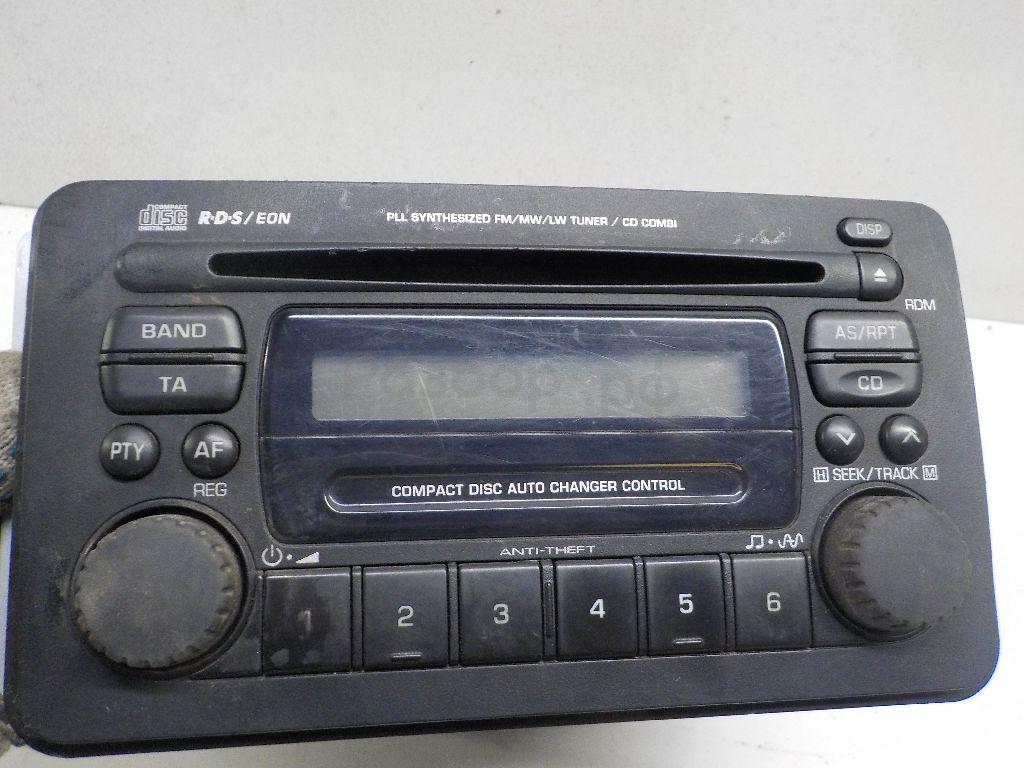 COMPACT
disc
DIGITAL AUDIO
R·D·S/EON
PLL SYNTHESIZED FM/MW/LW TUNER / CD COMBI
DISP
RDM
BAND
AS/RPT
TA
CD
PTY
AF
H SEEK/TRACK M
REG
COMPACT DISC AUTO CHANGER CONTROL
ANTI-THEFT
1
2
3
4
5
6